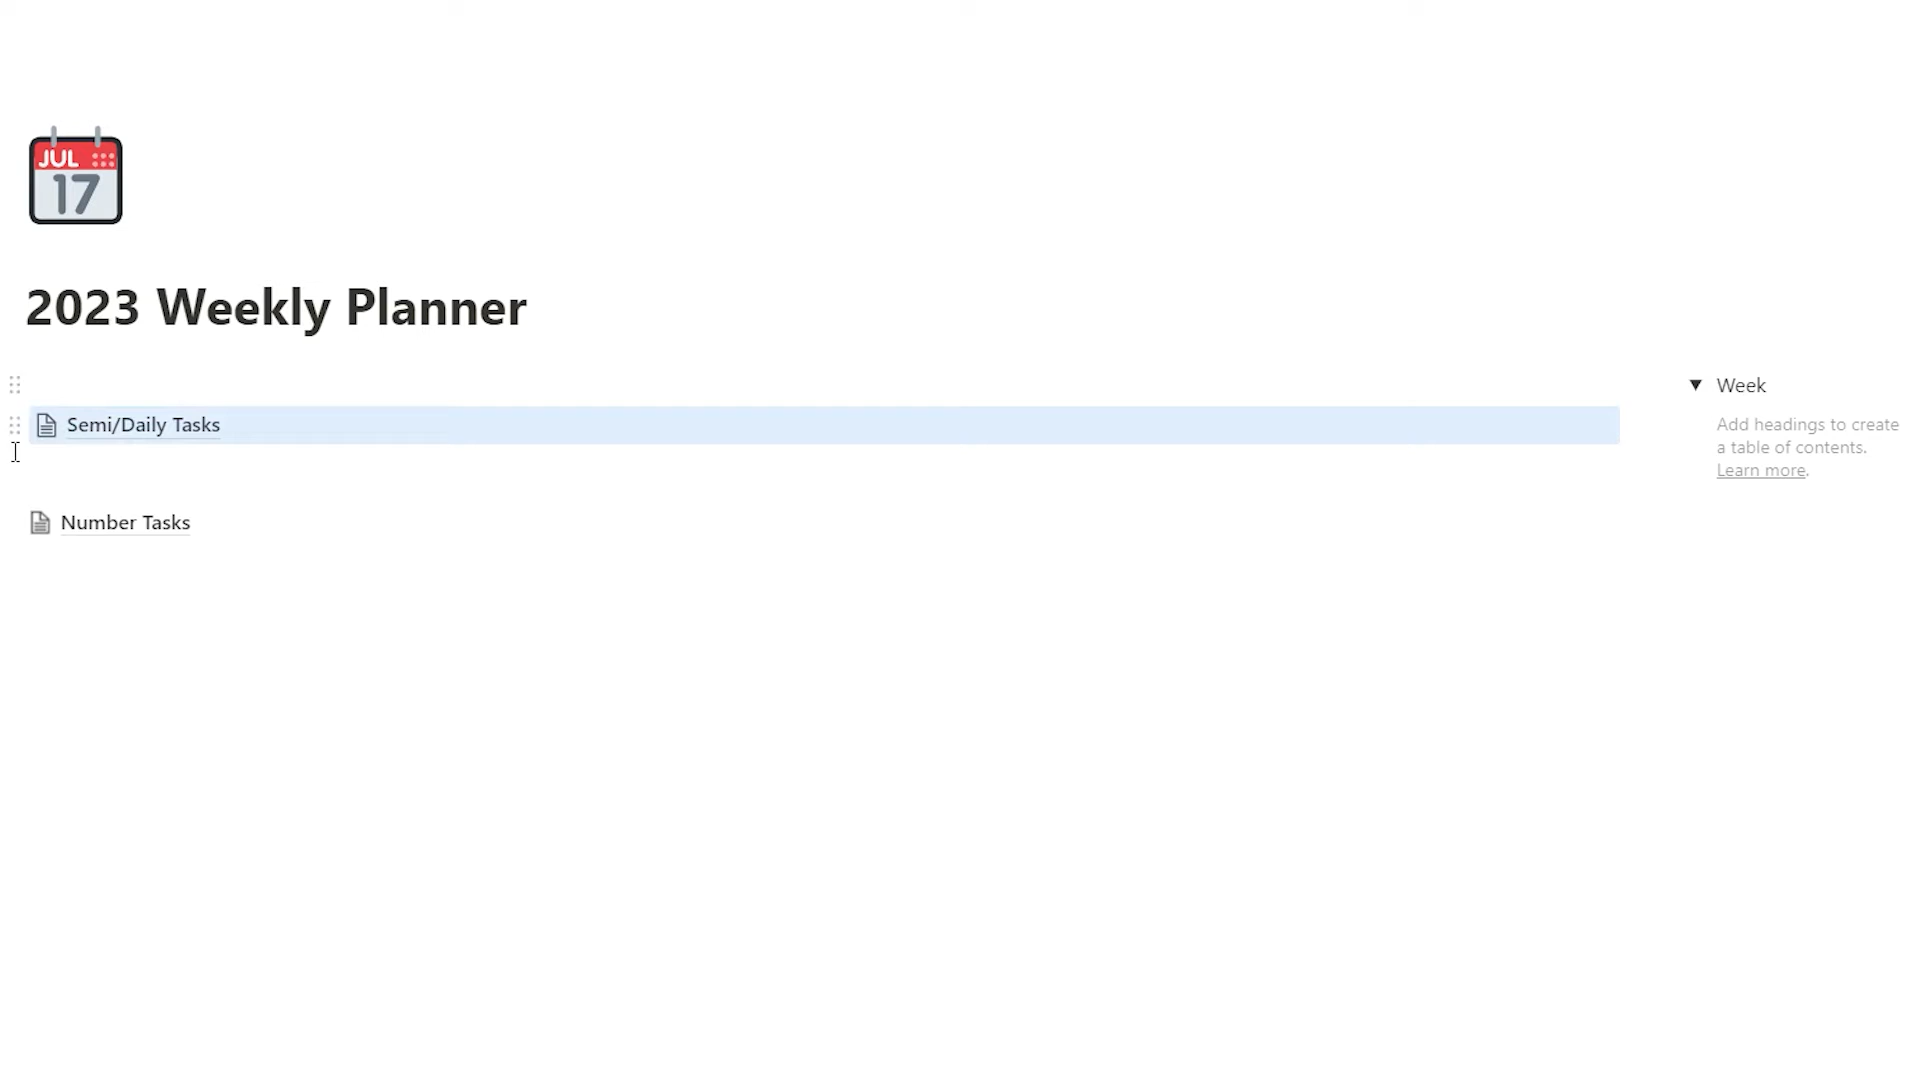 JUL
17
2023 Weekly Planner
Semi/Daily Tasks
Number Tasks
Week
Add headings to create
a table of contents.
Learn more.